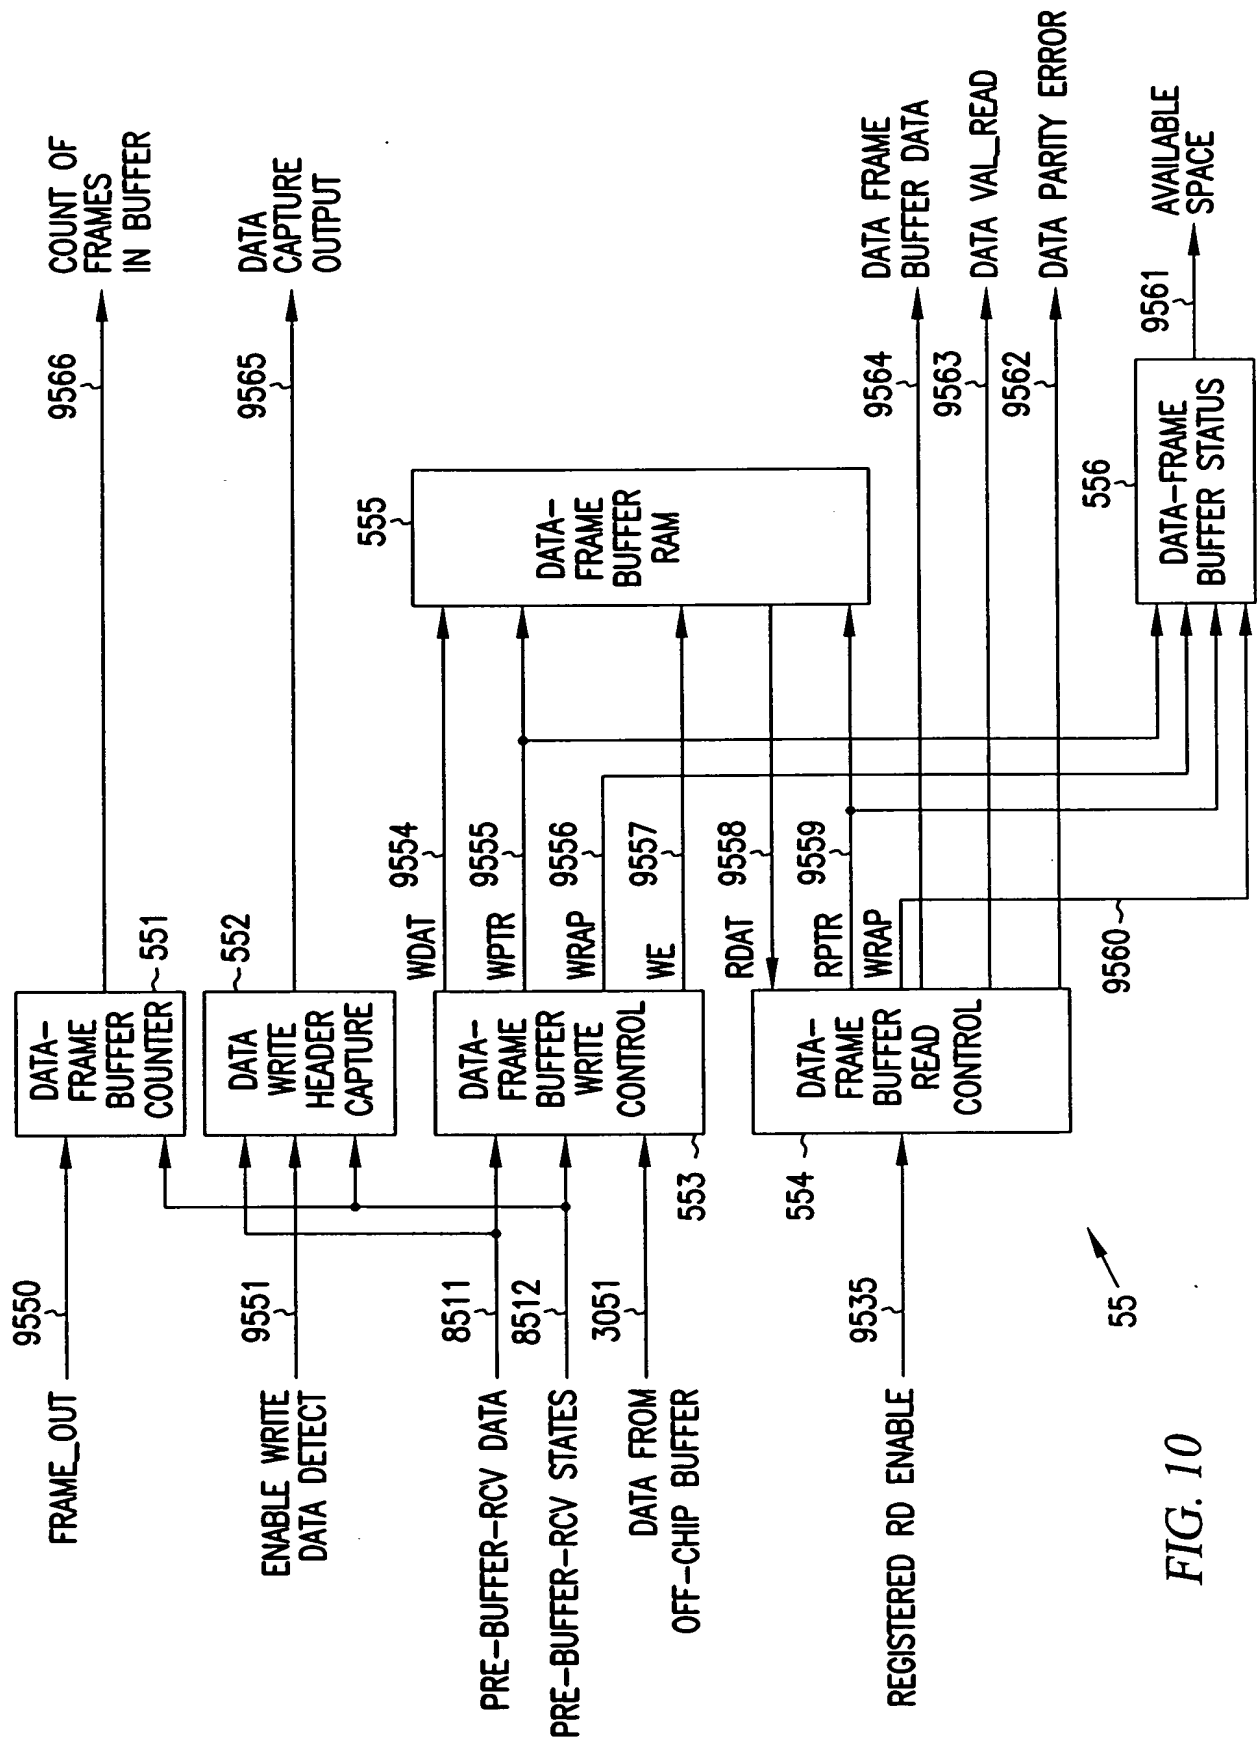 FRAME_OUT
9550
DATA-
FRAME
BUFFER
COUNTER
551
9566
COUNT OF
FRAMES
IN BUFFER
ENABLE WRITE
DATA DETECT
9551
DATA
WRITE
HEADER
CAPTURE
552
9565
DATA
CAPTURE
OUTPUT
PRE-BUFFER-RCV DATA
8511
PRE-BUFFER-RCV STATES
8512
DATA FROM
OFF-CHIP BUFFER
3051
DATA-
FRAME
BUFFER
WRITE
CONTROL
553
WDAT
9554
WPTR
9555
WRAP
9556
WE
9557
555
DATA-
FRAME
BUFFER
RAM
REGISTERED RD ENABLE
9535
DATA-
FRAME
BUFFER
READ
CONTROL
554
RDAT
9558
RPTR
9559
WRAP
9560
9564
DATA FRAME
BUFFER DATA
9563
DATA VAL_READ
9562
DATA PARITY ERROR
556
DATA-FRAME
BUFFER STATUS
9561
AVAILABLE
SPACE
55
FIG. 10